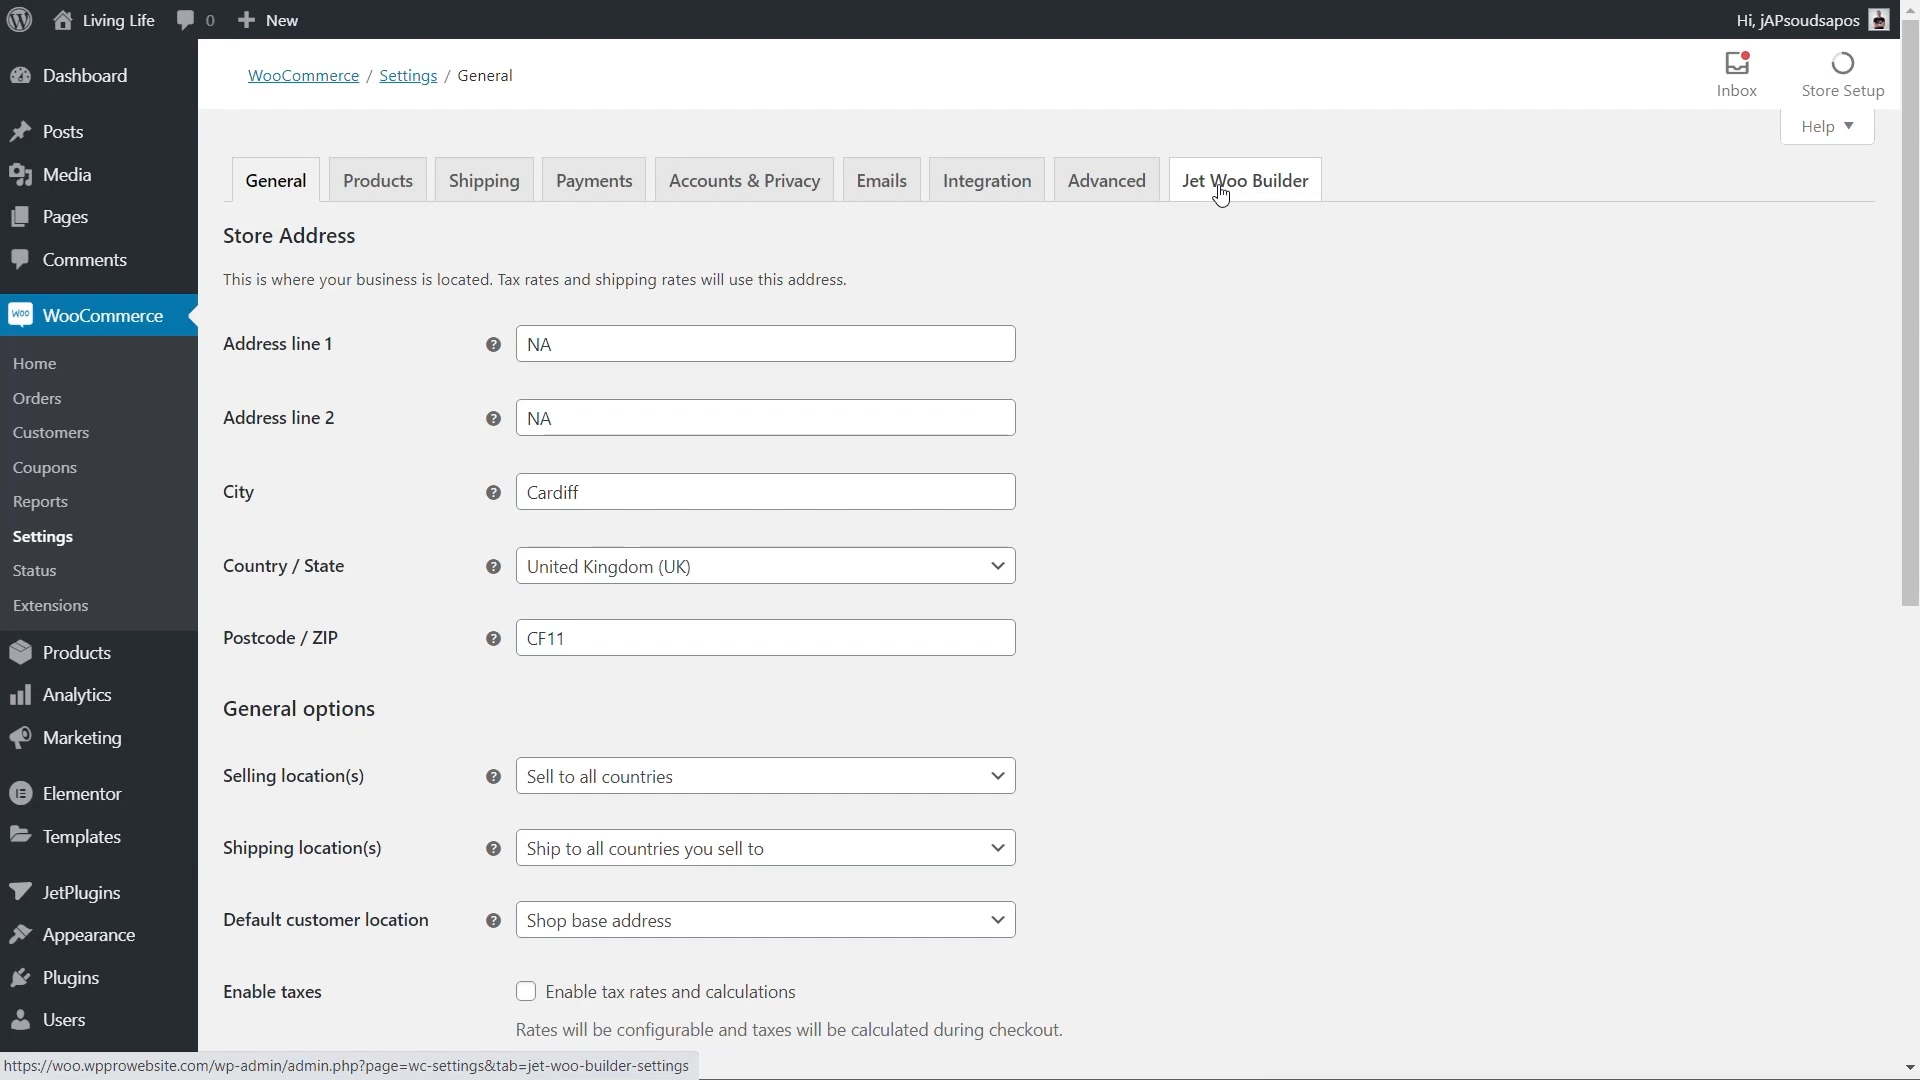 Living Life 0 New Hi, jAPsoudsapos
Dashboard
Posts
Media
Pages
Comments
WOO WooCommerce
Home
Orders
Customers
Coupons
Reports
Settings
Status
Extensions
Products
Analytics
Marketing
Elementor
Templates
JetPlugins
Appearance
Plugins
Users
WooCommerce / Settings / General
Inbox
Store Setup
Help
General Products Shipping Payments Accounts & Privacy Emails Integration Advanced Jet Woo Builder
Store Address
This is where your business is located. Tax rates and shipping rates will use this address.
Address line 1 NA
Address line 2 NA
City Cardiff
Country / State United Kingdom (UK)
Postcode / ZIP CF11
General options
Selling location(s) Sell to all countries
Shipping location(s) Ship to all countries you sell to
Default customer location Shop base address
Enable taxes Enable tax rates and calculations
Rates will be configurable and taxes will be calculated during checkout.
https://woo.wpprowebsite.com/wp-admin/admin.php?page=wc-settings&tab=jet-woo-builder-settings